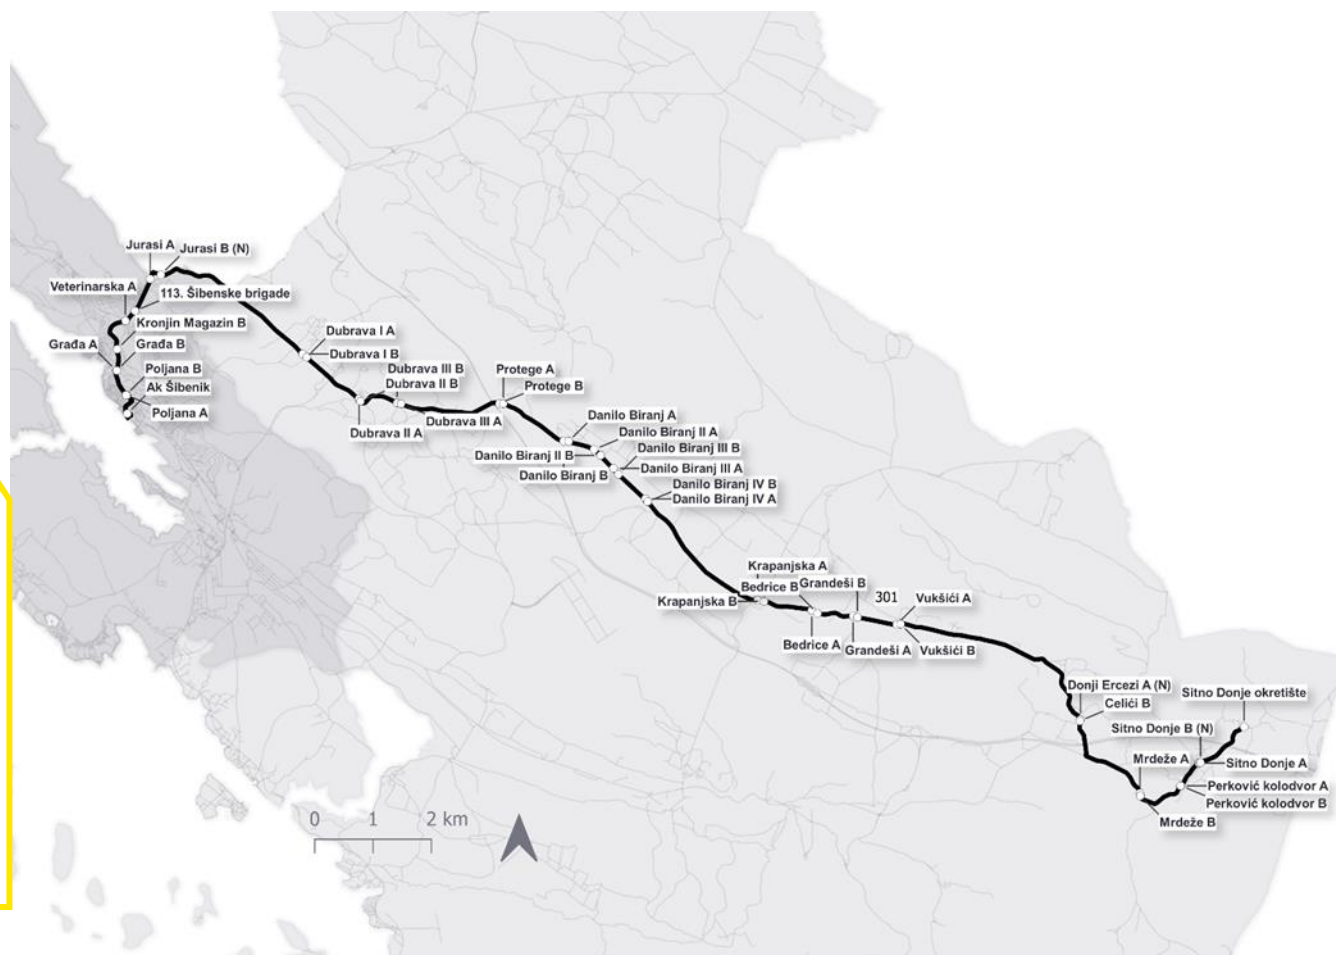 Jurasi A
Jurasi B (N)
Veterinarska A
113. Šibenske brigade
Kronjin Magazin B
Građa A
Građa B
Poljana B
Ak Šibenik
Poljana A
Dubrava I A
Dubrava I B
Dubrava III B
Dubrava II B
Dubrava III A
Dubrava II A
Protege A
Protege B
Danilo Biranj A
Danilo Biranj II A
Danilo Biranj III B
Danilo Biranj II B
Danilo Biranj III A
Danilo Biranj B
Danilo Biranj IV B
Danilo Biranj IV A
Krapanjska A
Bedrice B
Grandeši B
Krapanjska B
301
Vukšići A
Bedrice A
Grandeši A
Vukšići B
Donji Ercezi A (N)
Celići B
Sitno Donje okretište
Sitno Donje B (N)
Mrdeže A
Sitno Donje A
Perković kolodvor A
Perković kolodvor B
Mrdeže B
0 1 2 km